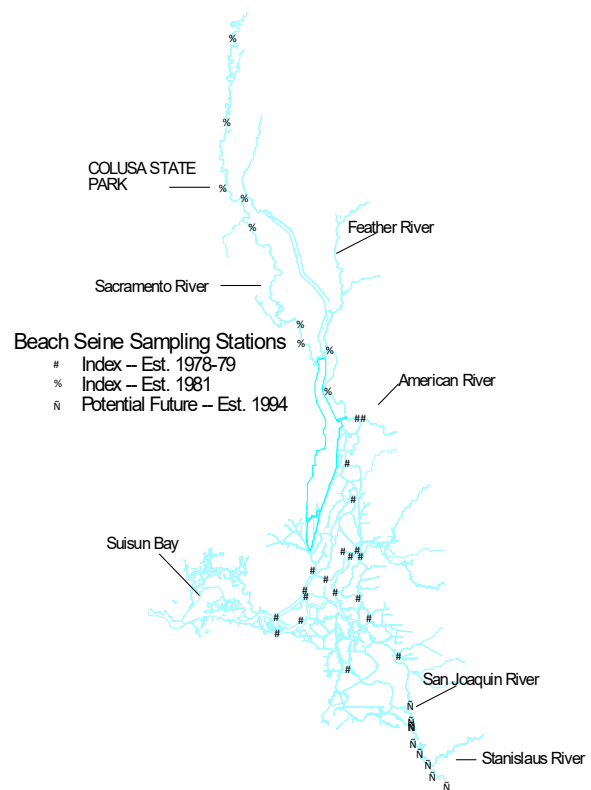 %
%
COLUSA STATE
PARK
%
%
%
Feather River
Sacramento River
%
Beach Seine Sampling Stations
%
%
# Index -- Est. 1978-79
% Index -- Est. 1981
Ñ Potential Future -- Est. 1994
American River
%
##
#
#
Suisun Bay
# # # #
#
#
# # #
# #
# # #
#
#
#
San Joaquin River
Ñ
Ñ
Ñ
Ñ
Ñ
Stanislaus River
Ñ
Ñ
Ñ